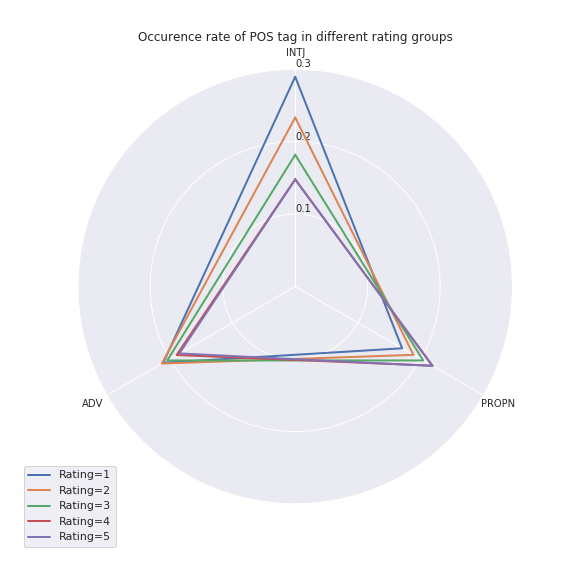 Occurence rate of POS tag in different rating groups
INTJ
0.3
0.2
0.1
ADV
PROPN
Rating=1
Rating=2
Rating=3
Rating=4
Rating=5